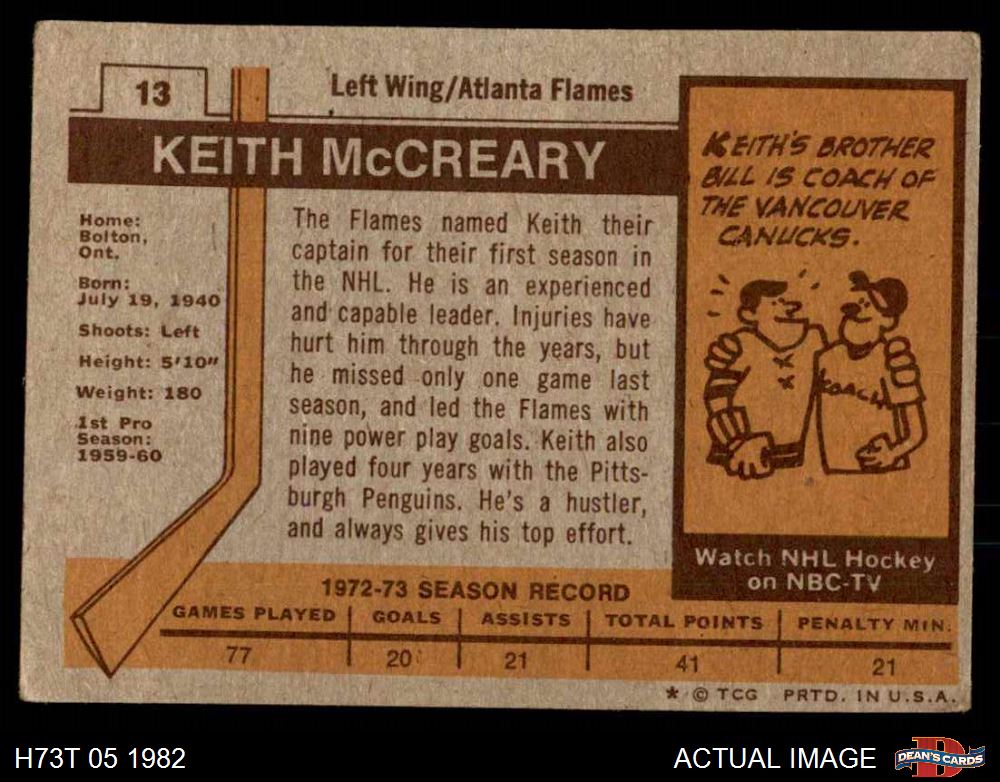 13
Left Wing/Atlanta Flames
KEITH McCREARY
Home:
Bolton,
Ont.
Born:
July 19, 1940
Shoots: Left
Height: 5'10"
Weight: 180
1st Pro
Season:
1959-60
The Flames named Keith their
captain for their first season in
the NHL. He is an experienced
and capable leader. Injuries have
hurt him through the years, but
he missed only one game last
season, and led the Flames with
nine power play goals. Keith also
played four years with the Pitts-
burgh Penguins. He's a hustler,
and always gives his top effort.
KEITH'S BROTHER
BILL IS COACH OF
THE VANCOUVER
CANUCKS.
COACH
Watch NHL Hockey
on NBC-TV
1972-73 SEASON RECORD
GAMES PLAYED GOALS ASSISTS TOTAL POINTS PENALTY MIN.
77 20 21 41 21
* © TCG PRTD. IN U.S.A.
H73T 05 1982
ACTUAL IMAGE
D
DEAN'S CARDS